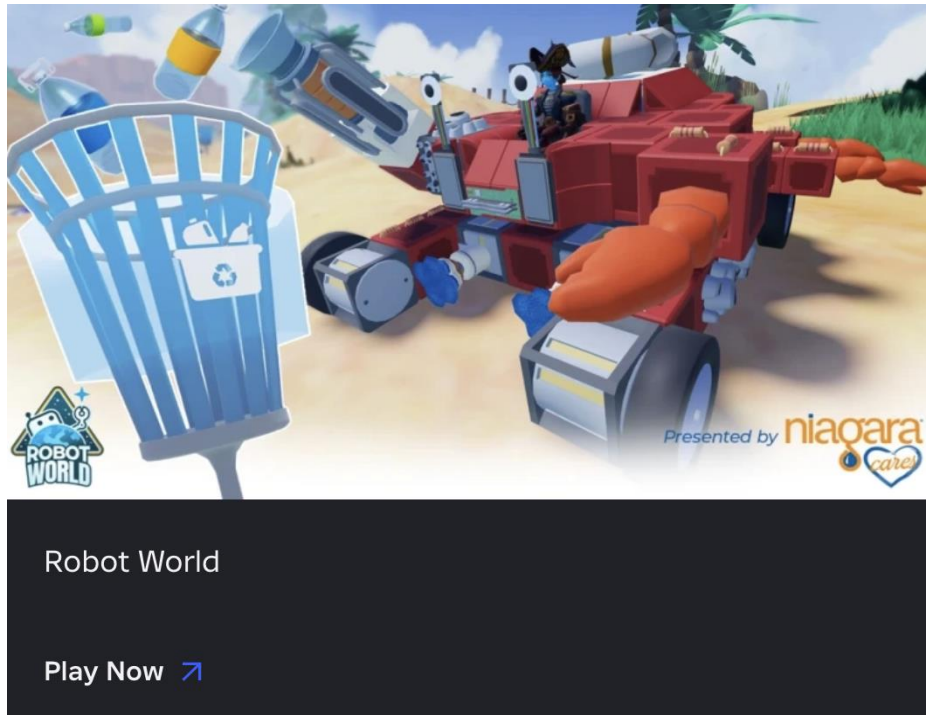 ROBOT
WORLD
Presented by niagara
cares
Robot World
Play Now